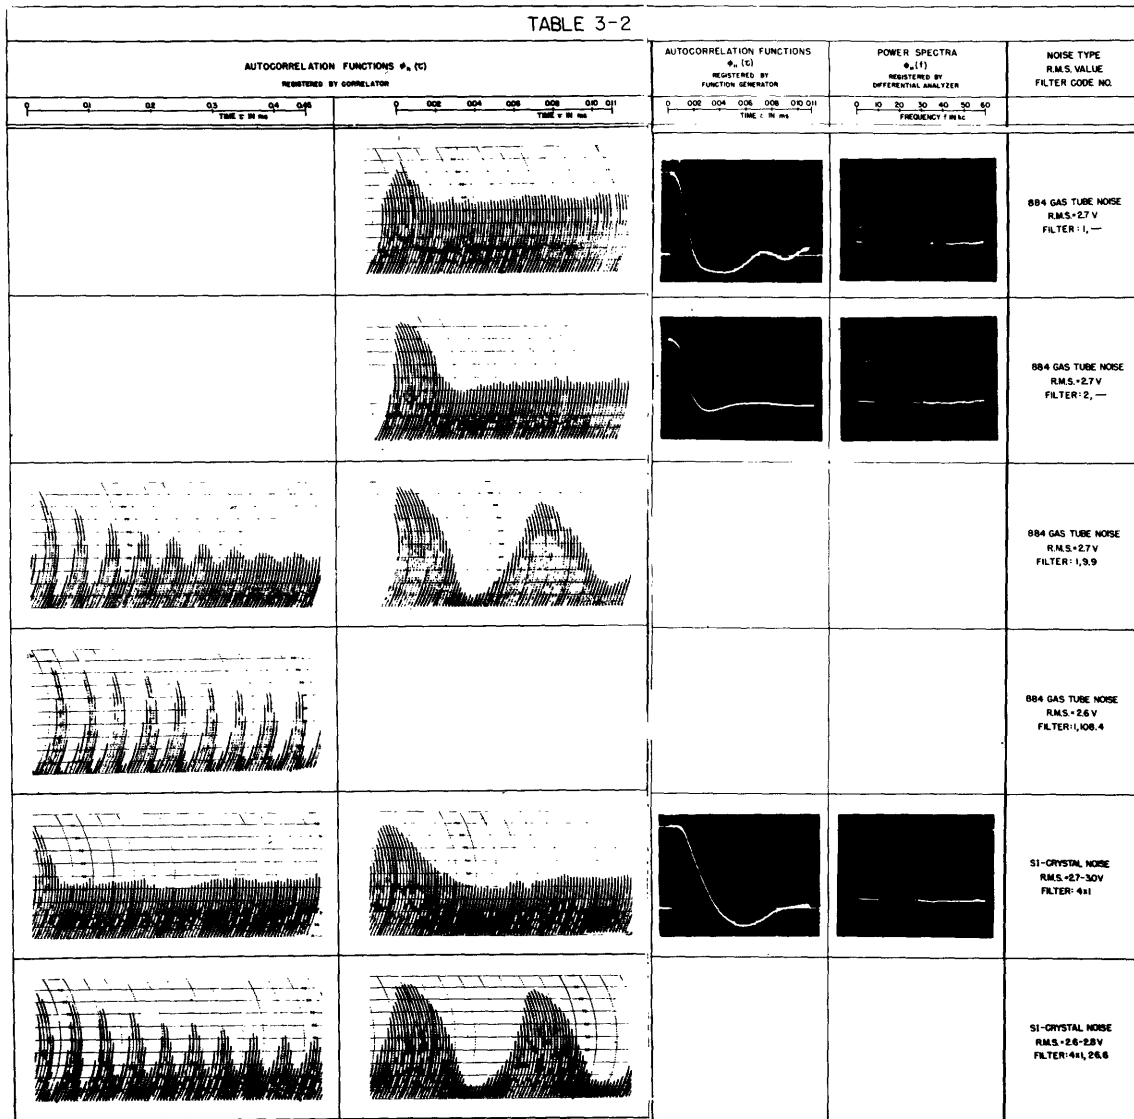 TABLE 3-2
AUTOCORRELATION FUNCTIONS φn (τ)
REGISTERED BY CORRELATOR
AUTOCORRELATION FUNCTIONS
φn (τ)
REGISTERED BY
FUNCTION GENERATOR
POWER SPECTRA
Φn (f)
REGISTERED BY
DIFFERENTIAL ANALYZER
NOISE TYPE
R.M.S. VALUE
FILTER CODE NO.
0 0.1 0.2 0.3 0.4 0.45
TIME τ IN ms
0 0.02 0.04 0.06 0.08 0.10 0.11
TIME τ IN ms
0 0.02 0.04 0.06 0.08 0.10 0.11
TIME τ IN ms
0 10 20 30 40 50 60
FREQUENCY f IN kc
884 GAS TUBE NOISE
R.M.S.=2.7 V
FILTER: 1, —
884 GAS TUBE NOISE
R.M.S.=2.7 V
FILTER: 2, —
884 GAS TUBE NOISE
R.M.S.=2.7 V
FILTER: 1,9.9
884 GAS TUBE NOISE
R.M.S.=2.6 V
FILTER: 1,108.4
SI-CRYSTAL NOISE
R.M.S.=2.7-3.0V
FILTER: 4x1
SI-CRYSTAL NOISE
R.M.S.=2.6-2.8V
FILTER: 4x1, 26.6